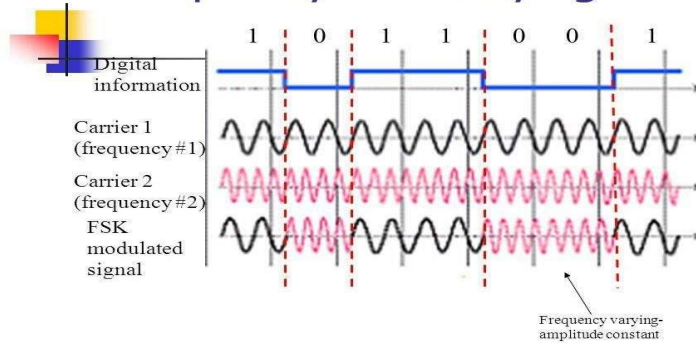 1 0 1 1 0 0 1
Digital
information
Carrier 1
(frequency #1)
Carrier 2
(frequency #2)
FSK
modulated
signal
Frequency varying-
amplitude constant